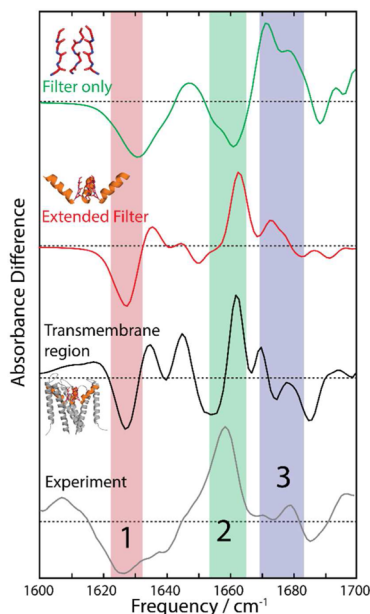 Filter only
Extended Filter
Transmembrane
region
Experiment
1
2
3
Absorbance Difference
1600
1620
1640
1660
1680
1700
Frequency / cm⁻¹